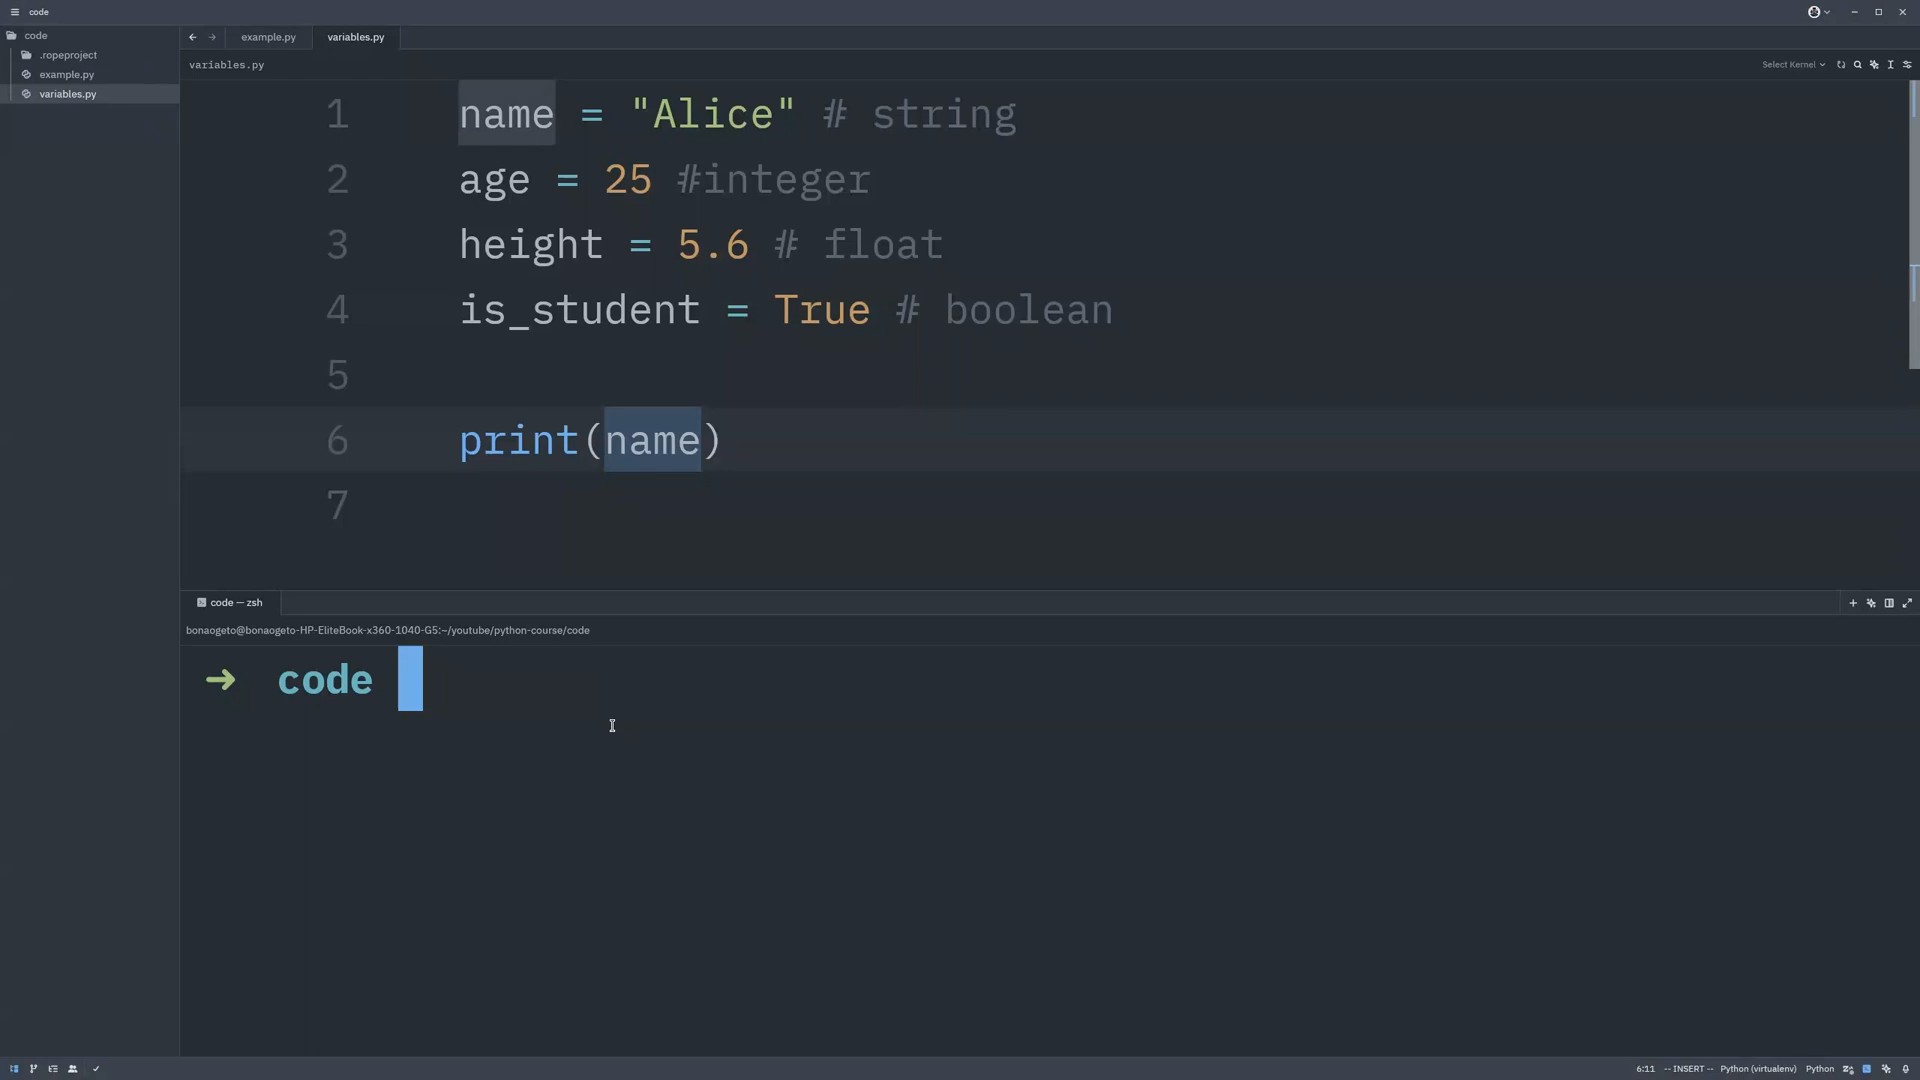 code
code
.ropeproject
example.py
variables.py
example.py
variables.py
variables.py
Select Kernel
1 name = "Alice" # string
2 age = 25 #integer
3 height = 5.6 # float
4 is_student = True # boolean
5
6 print(name)
7
code — zsh
bonaogeto@bonaogeto-HP-EliteBook-x360-1040-G5:~/youtube/python-course/code
➜ code
6:11 -- INSERT -- Python (virtualenv) Python